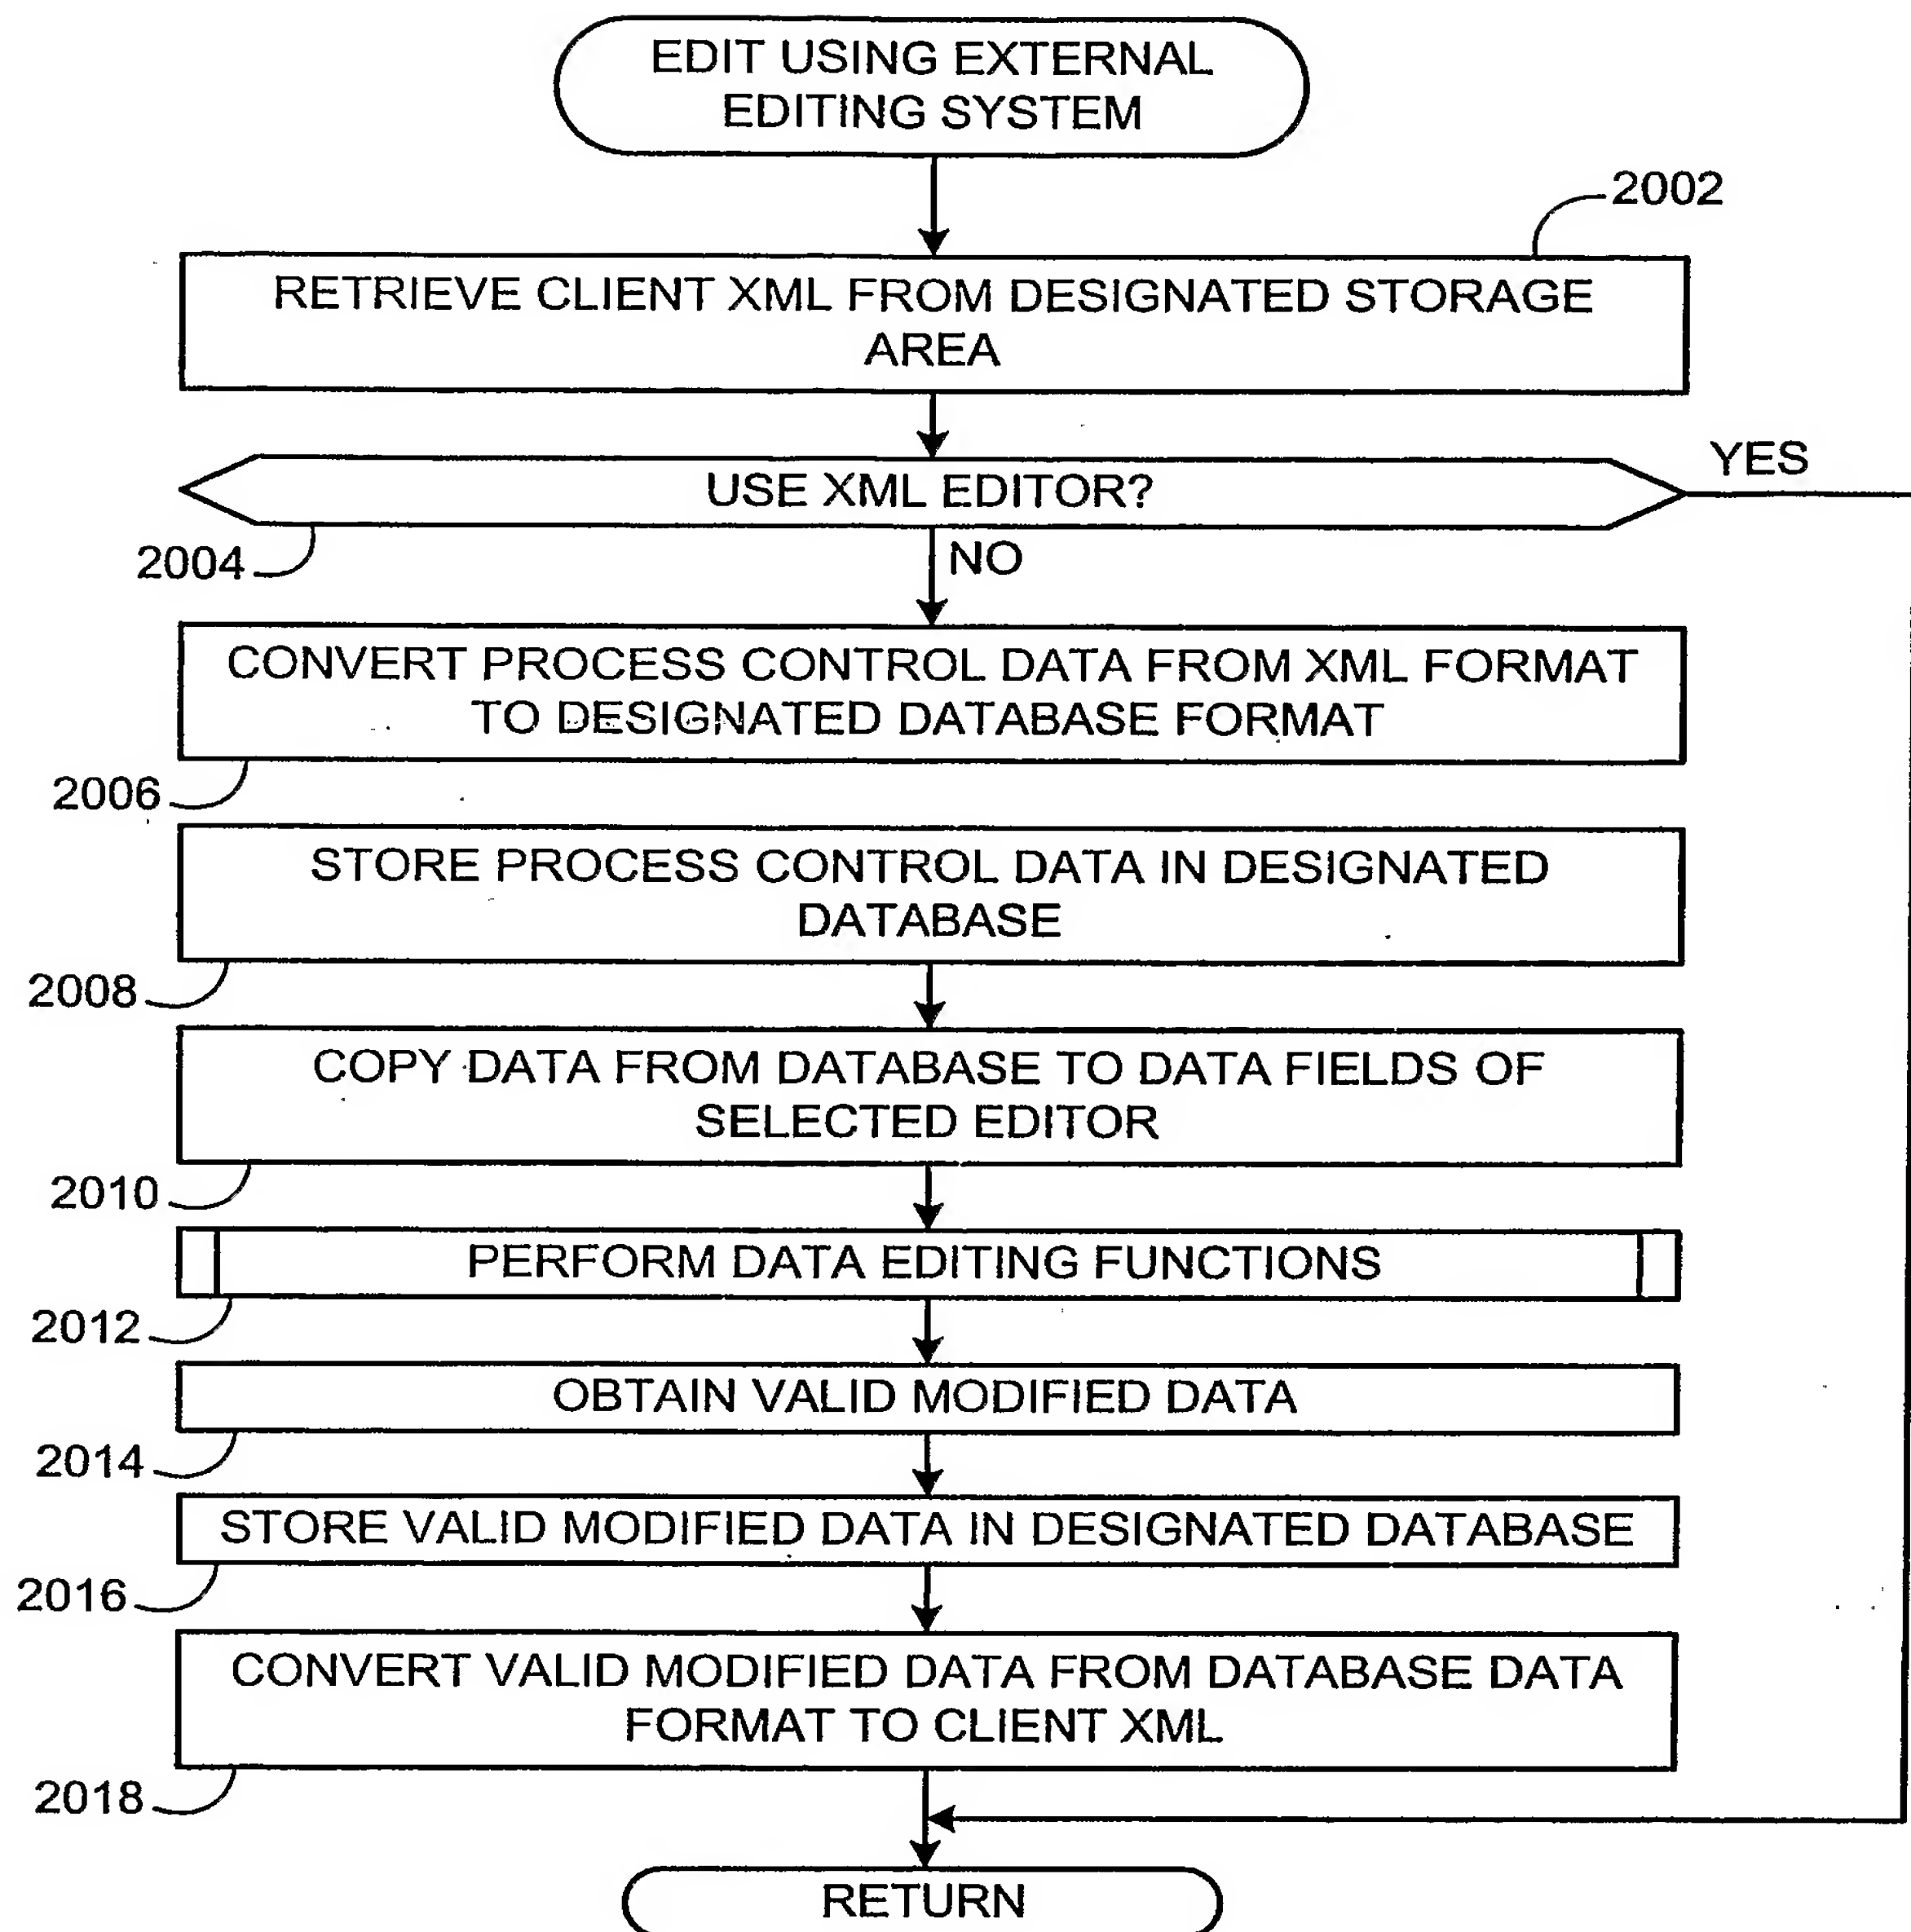 EDIT USING EXTERNAL
EDITING SYSTEM
2002
RETRIEVE CLIENT XML FROM DESIGNATED STORAGE
AREA
YES
USE XML EDITOR?
2004
NO
CONVERT PROCESS CONTROL DATA FROM XML FORMAT
TO DESIGNATED DATABASE FORMAT
2006
STORE PROCESS CONTROL DATA IN DESIGNATED
DATABASE
2008
COPY DATA FROM DATABASE TO DATA FIELDS OF
SELECTED EDITOR
2010
PERFORM DATA EDITING FUNCTIONS
2012
OBTAIN VALID MODIFIED DATA
2014
STORE VALID MODIFIED DATA IN DESIGNATED DATABASE
2016
CONVERT VALID MODIFIED DATA FROM DATABASE DATA
FORMAT TO CLIENT XML
2018
RETURN